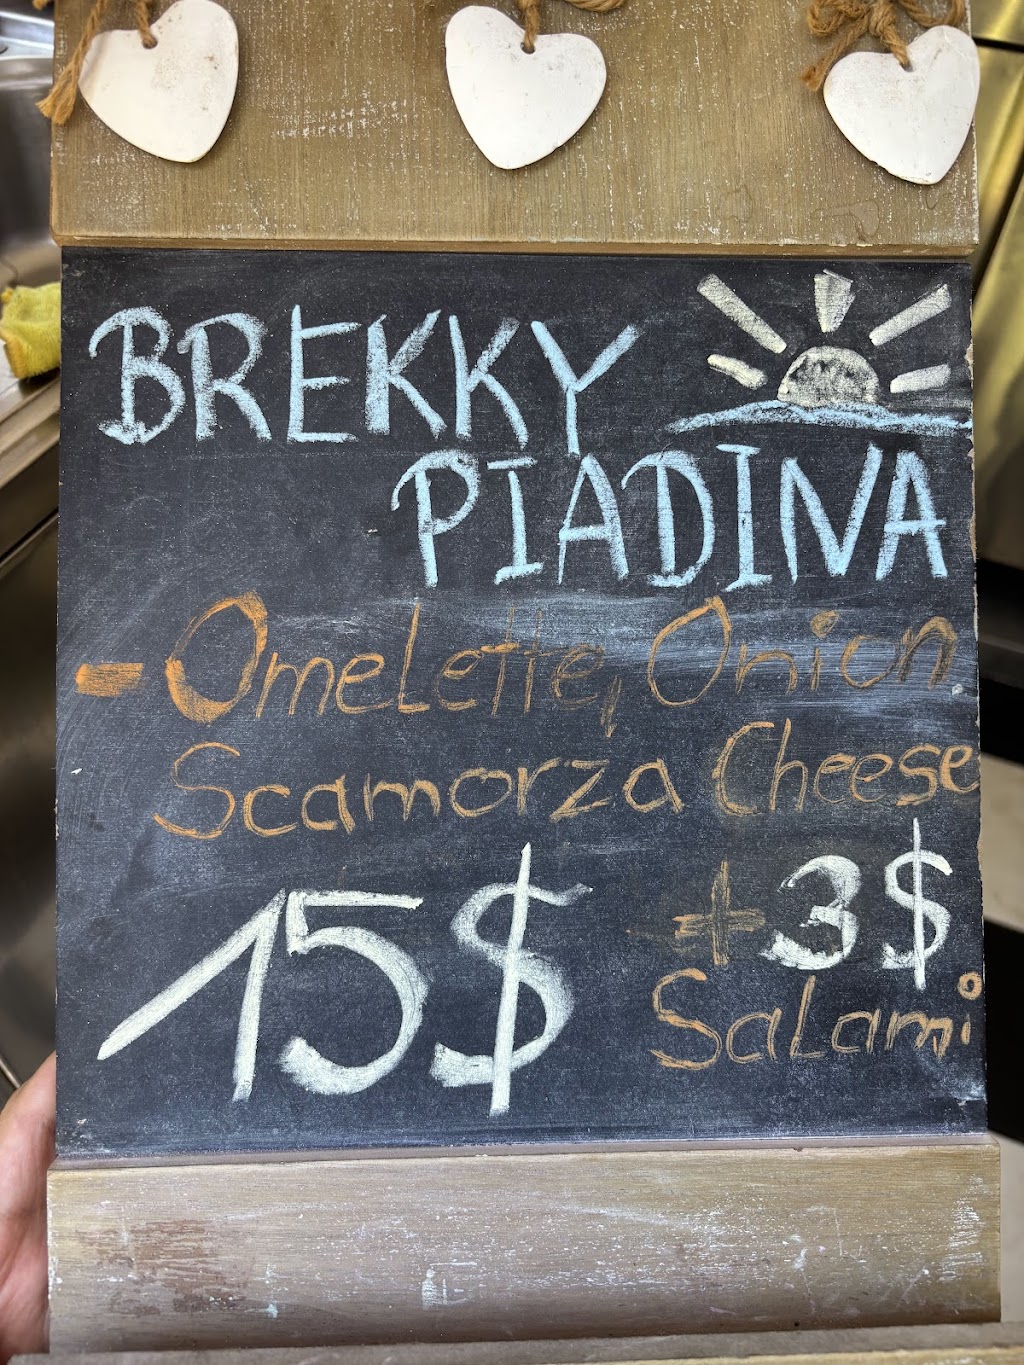 BREKKY
PIADINA
- Omelette, Onion
Scamorza Cheese
15$ + 3$
Salami